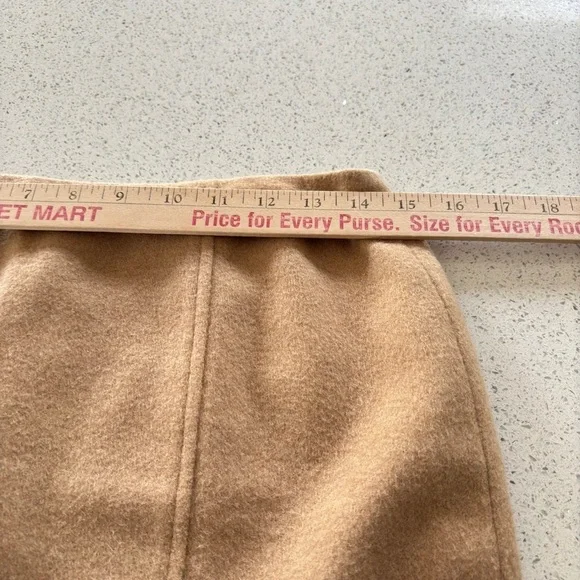 7 8 9 10 11 12 13 14 15 16 17 18
ET MART Price for Every Purse. Size for Every Roo